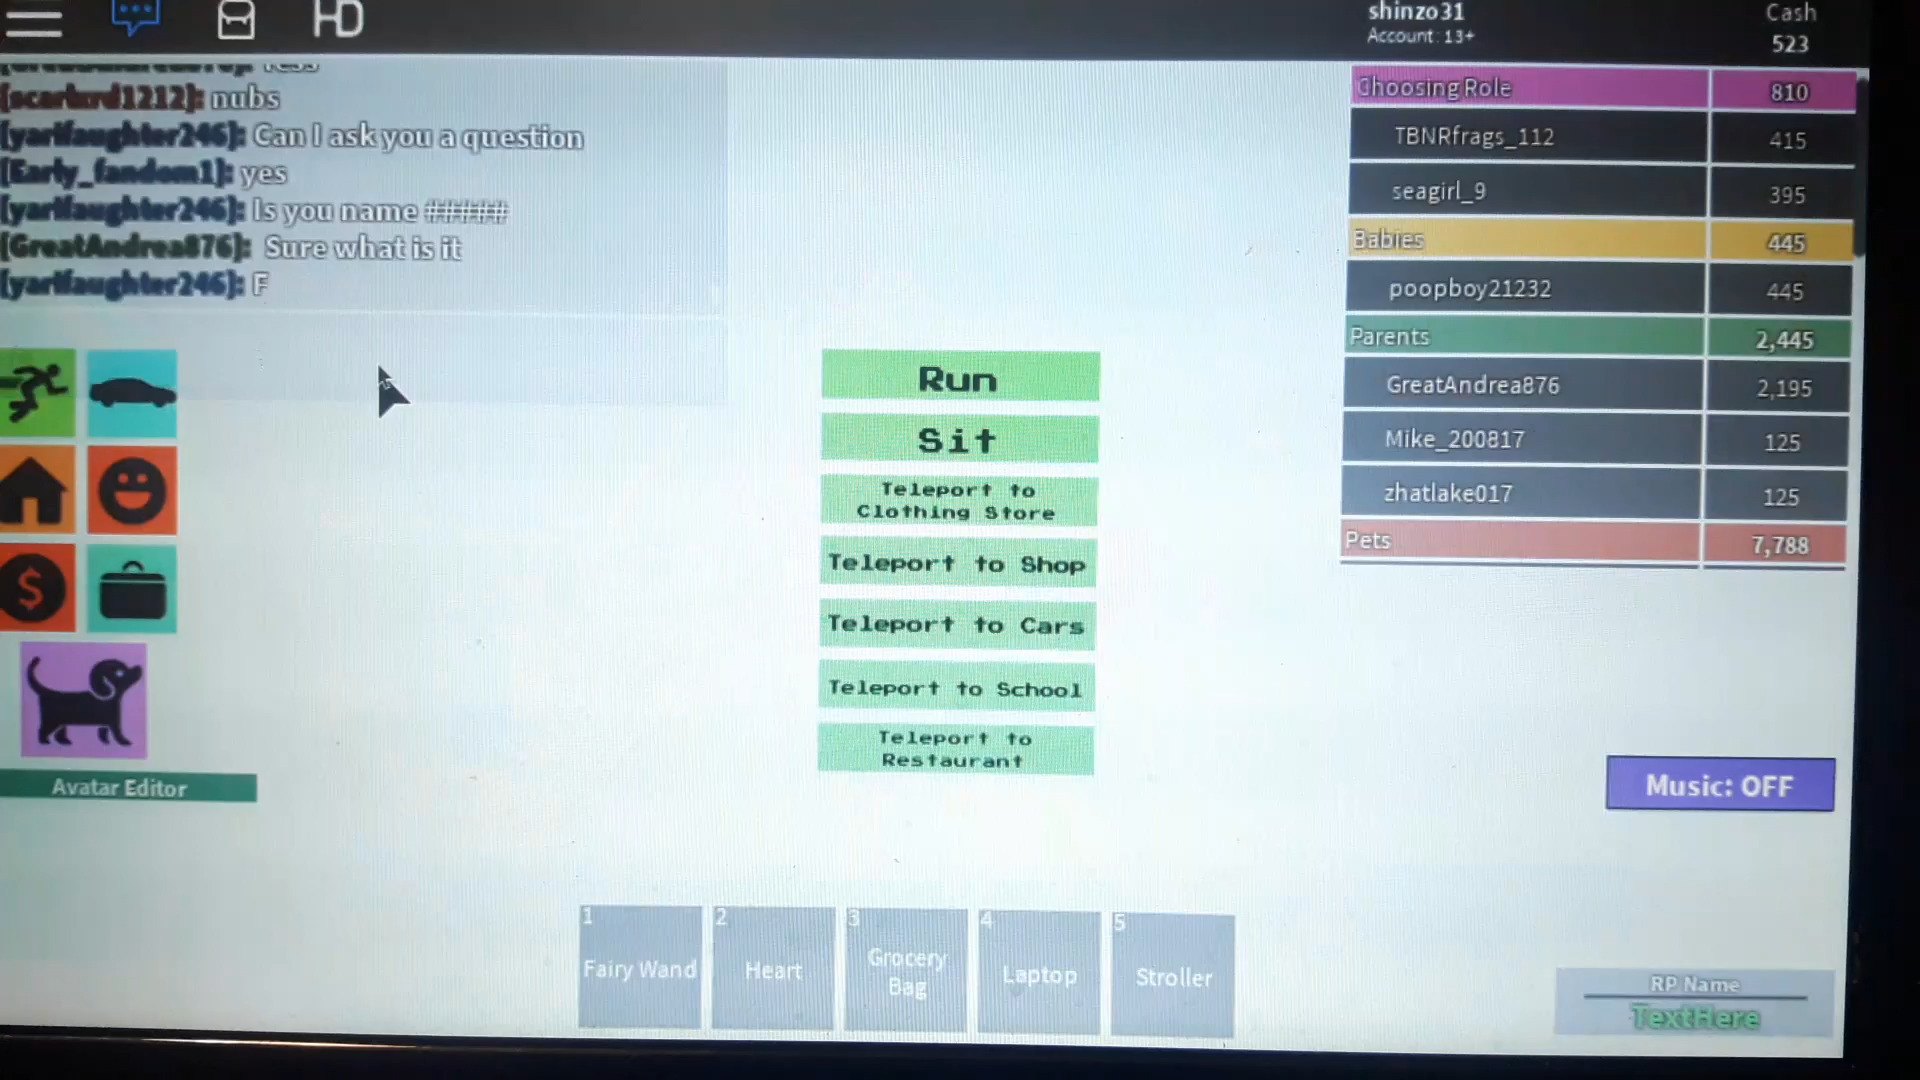 HD
shinzo31
Account: 13+
Cash
523
nubs
[yarifaughter246]: Can I ask you a question
[Early_fandom1]: yes
[yarifaughter246]: Is you name #####
[GreatAndrea876]: Sure what is it
[yarifaughter246]: F
Choosing Role 810
TBNRfrags_112 415
seagirl_9 395
Babies 445
poopboy21232 445
Parents 2,445
GreatAndrea876 2,195
Mike_200817 125
zhatlake017 125
Pets 7,788
Run
Sit
Teleport to
Clothing Store
Teleport to Shop
Teleport to Cars
Teleport to School
Teleport to
Restaurant
$
Avatar Editor
Music: OFF
1 Fairy Wand
2 Heart
3 Grocery
Bag
4 Laptop
5 Stroller
RP Name
TextHere